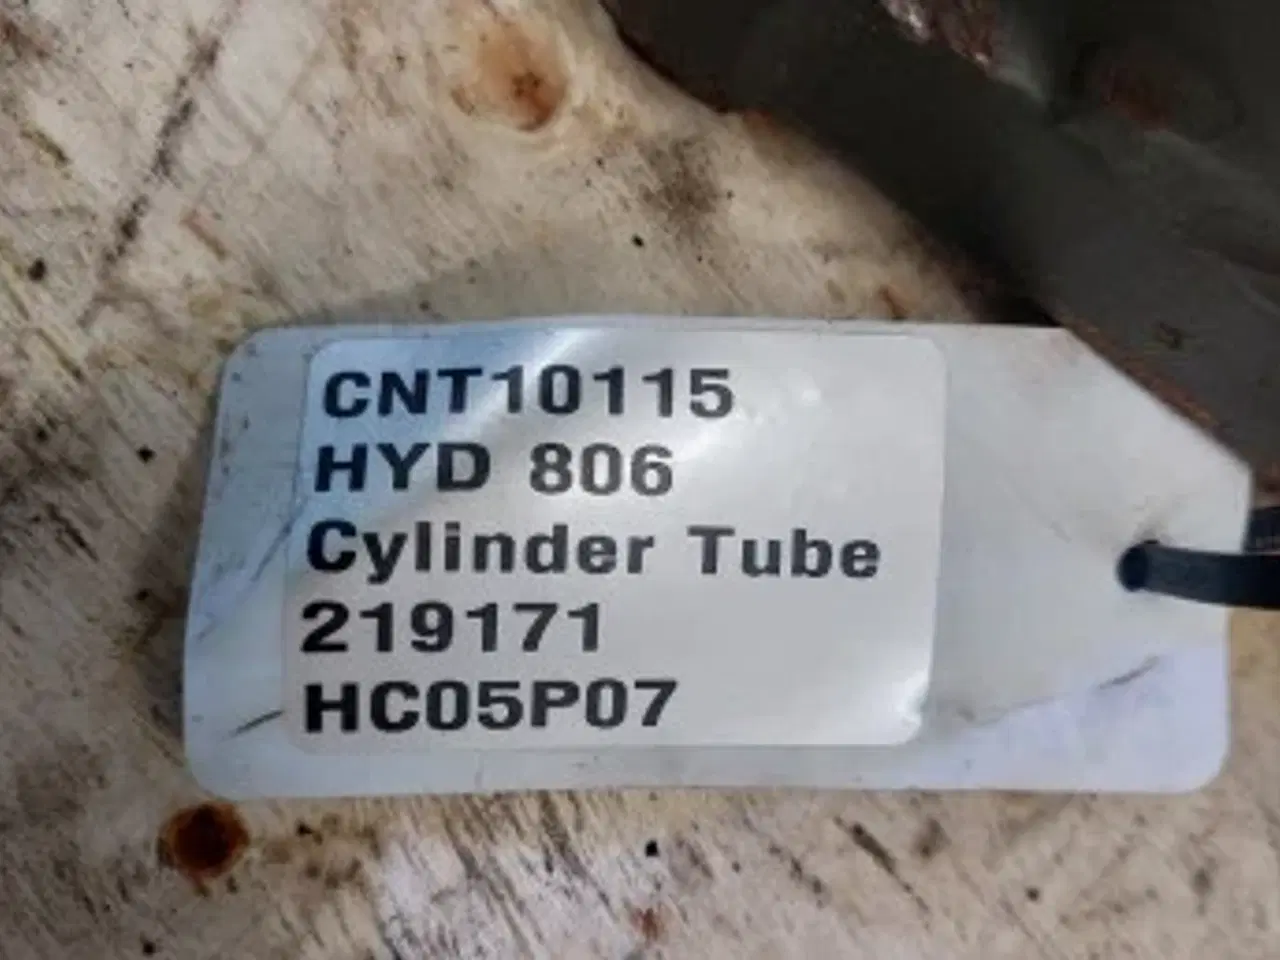 CNT10115
HYD 806
Cylinder Tube
219171
HC05P07